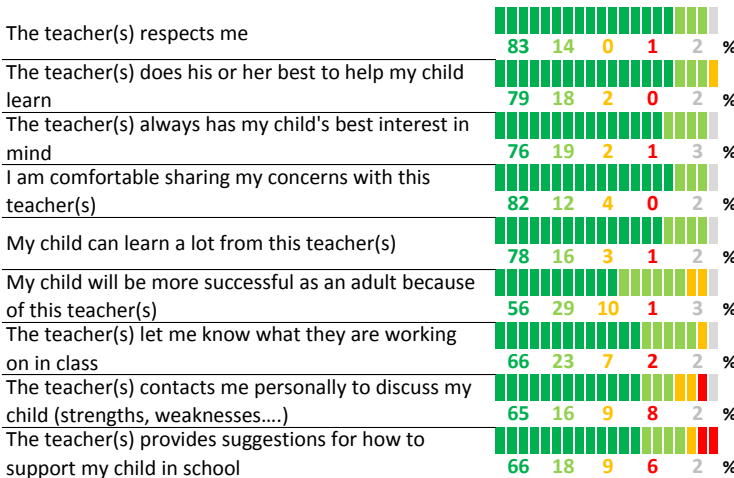 The teacher(s) respects me
83 14 0 1 2 %
The teacher(s) does his or her best to help my child
learn
79 18 2 0 2 %
The teacher(s) always has my child's best interest in
mind
76 19 2 1 3 %
I am comfortable sharing my concerns with this
teacher(s)
82 12 4 0 2 %
My child can learn a lot from this teacher(s)
78 16 3 1 2 %
My child will be more successful as an adult because
of this teacher(s)
56 29 10 1 3 %
The teacher(s) let me know what they are working
on in class
66 23 7 2 2 %
The teacher(s) contacts me personally to discuss my
child (strengths, weaknesses....)
65 16 9 8 2 %
The teacher(s) provides suggestions for how to
support my child in school
66 18 9 6 2 %